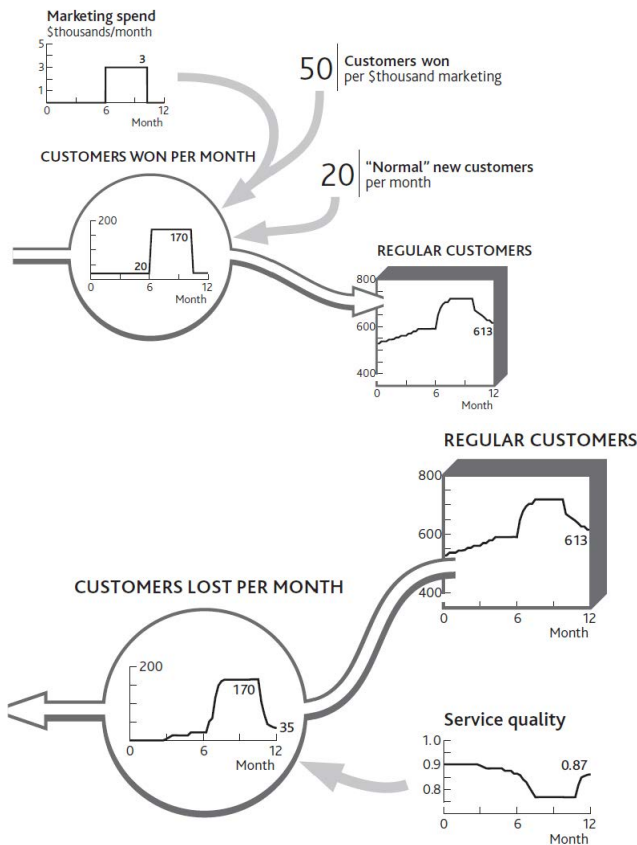 Marketing spend
$thousands/month
5
3
3
1
0 6 12
Month
50 Customers won
per $thousand marketing
CUSTOMERS WON PER MONTH
20 "Normal" new customers
per month
200
170
20
0 6 12
Month
REGULAR CUSTOMERS
800
600
613
400
0 6 12
Month
REGULAR CUSTOMERS
800
600
613
400
0 6 12
Month
CUSTOMERS LOST PER MONTH
200
170
35
0 6 12
Month
Service quality
1.0
0.9
0.87
0.8
0 6 12
Month